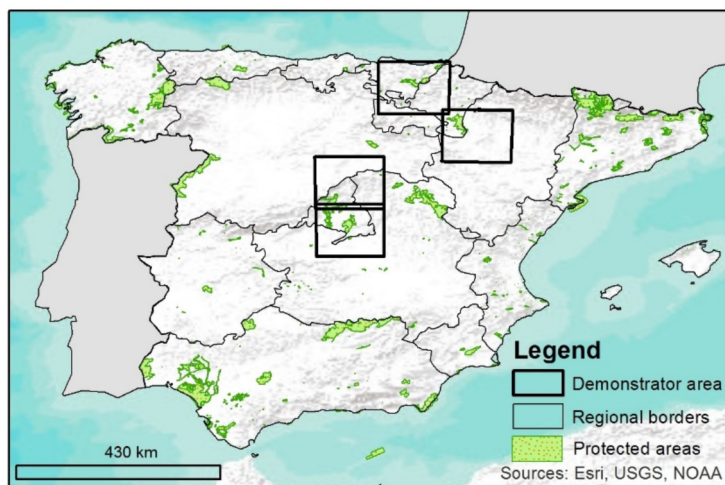 Legend
Demonstrator area
Regional borders
Protected areas
430 km
Sources: Esri, USGS, NOAA